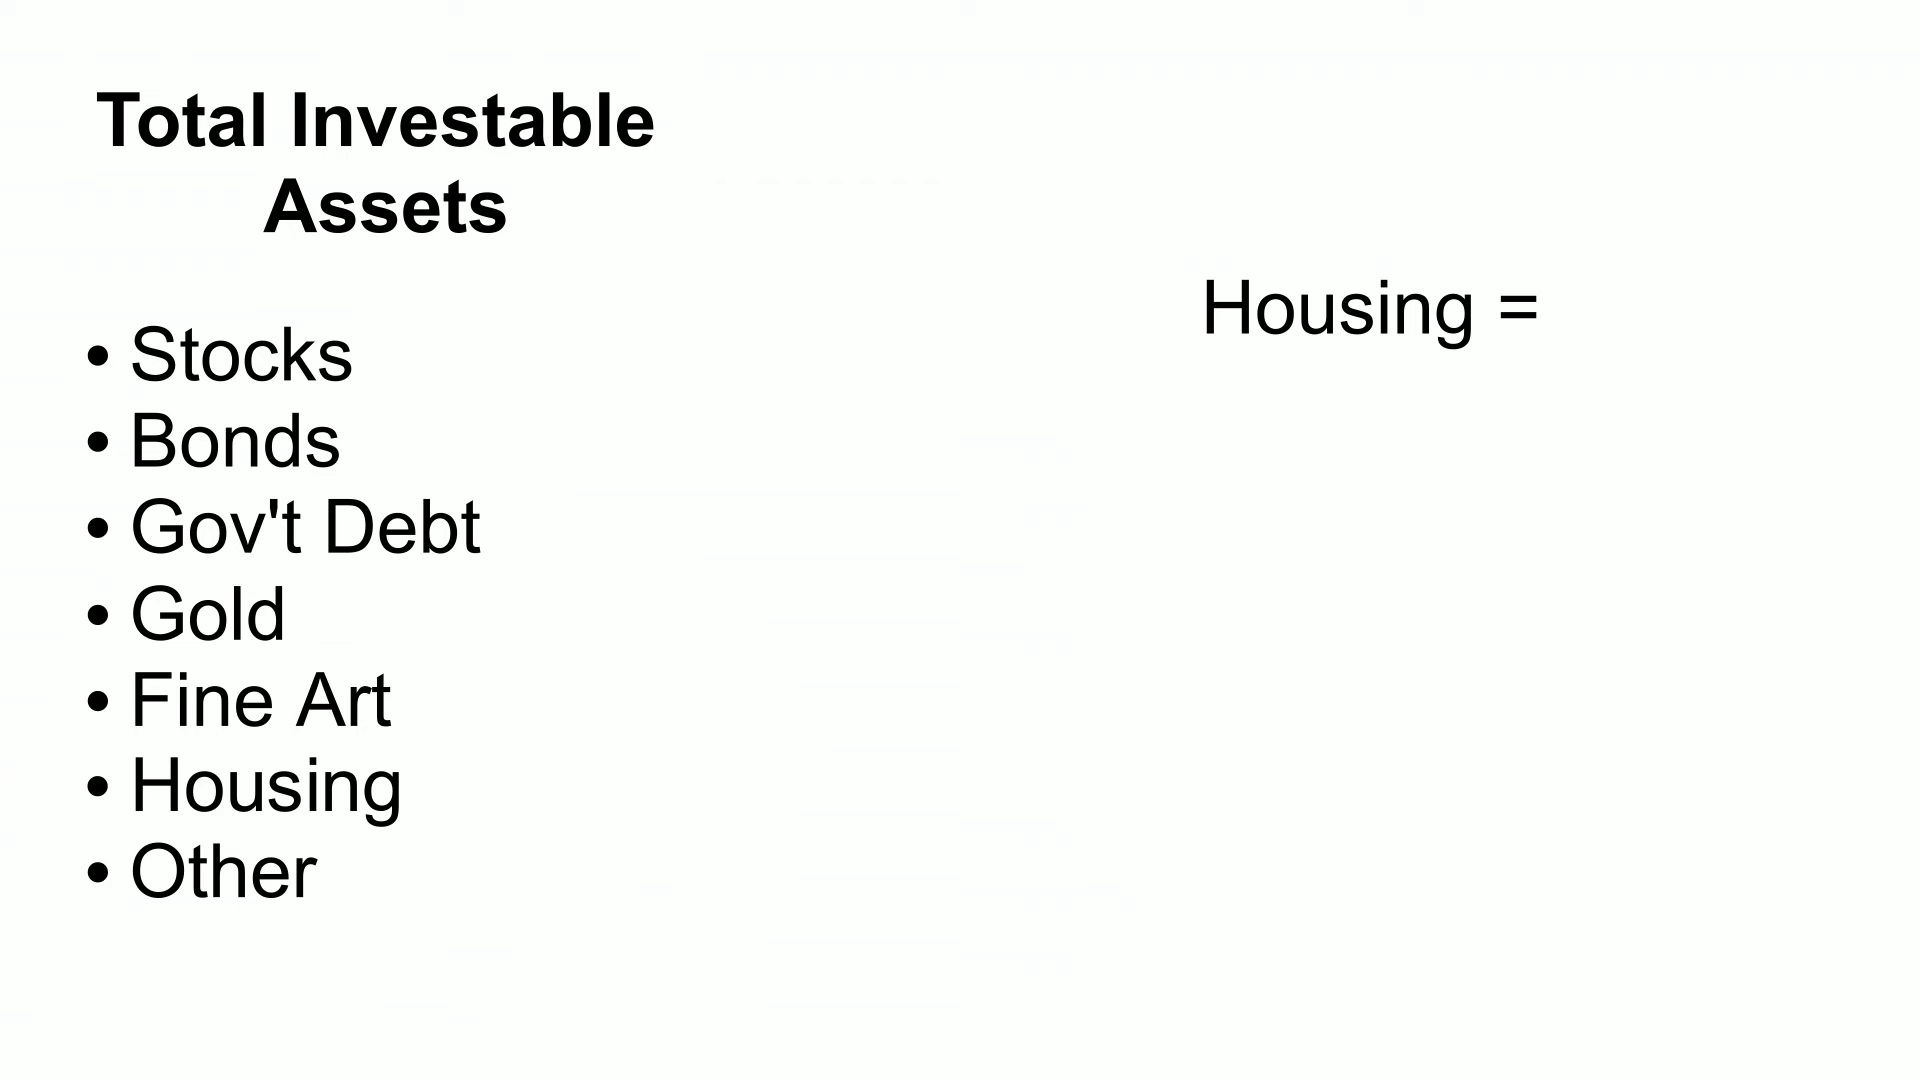 Total Investable
Assets
• Stocks
• Bonds
• Gov't Debt
• Gold
• Fine Art
• Housing
• Other
Housing =